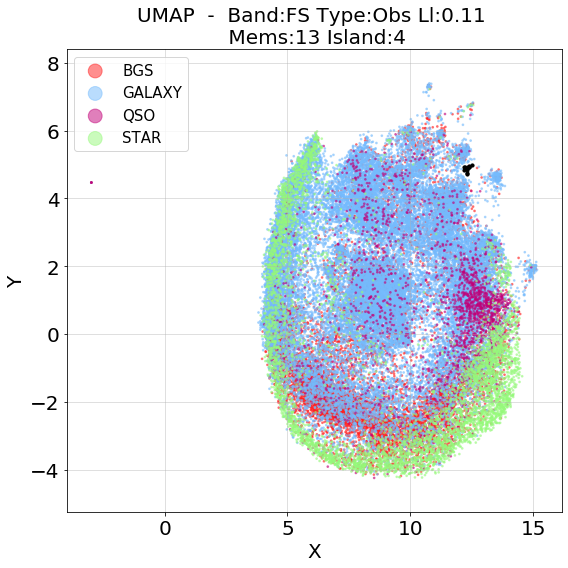 UMAP - Band:FS Type:Obs Ll:0.11
Mems:13 Island:4
BGS
GALAXY
QSO
STAR
8
6
4
2
0
−2
−4
Y
0 5 10 15
X